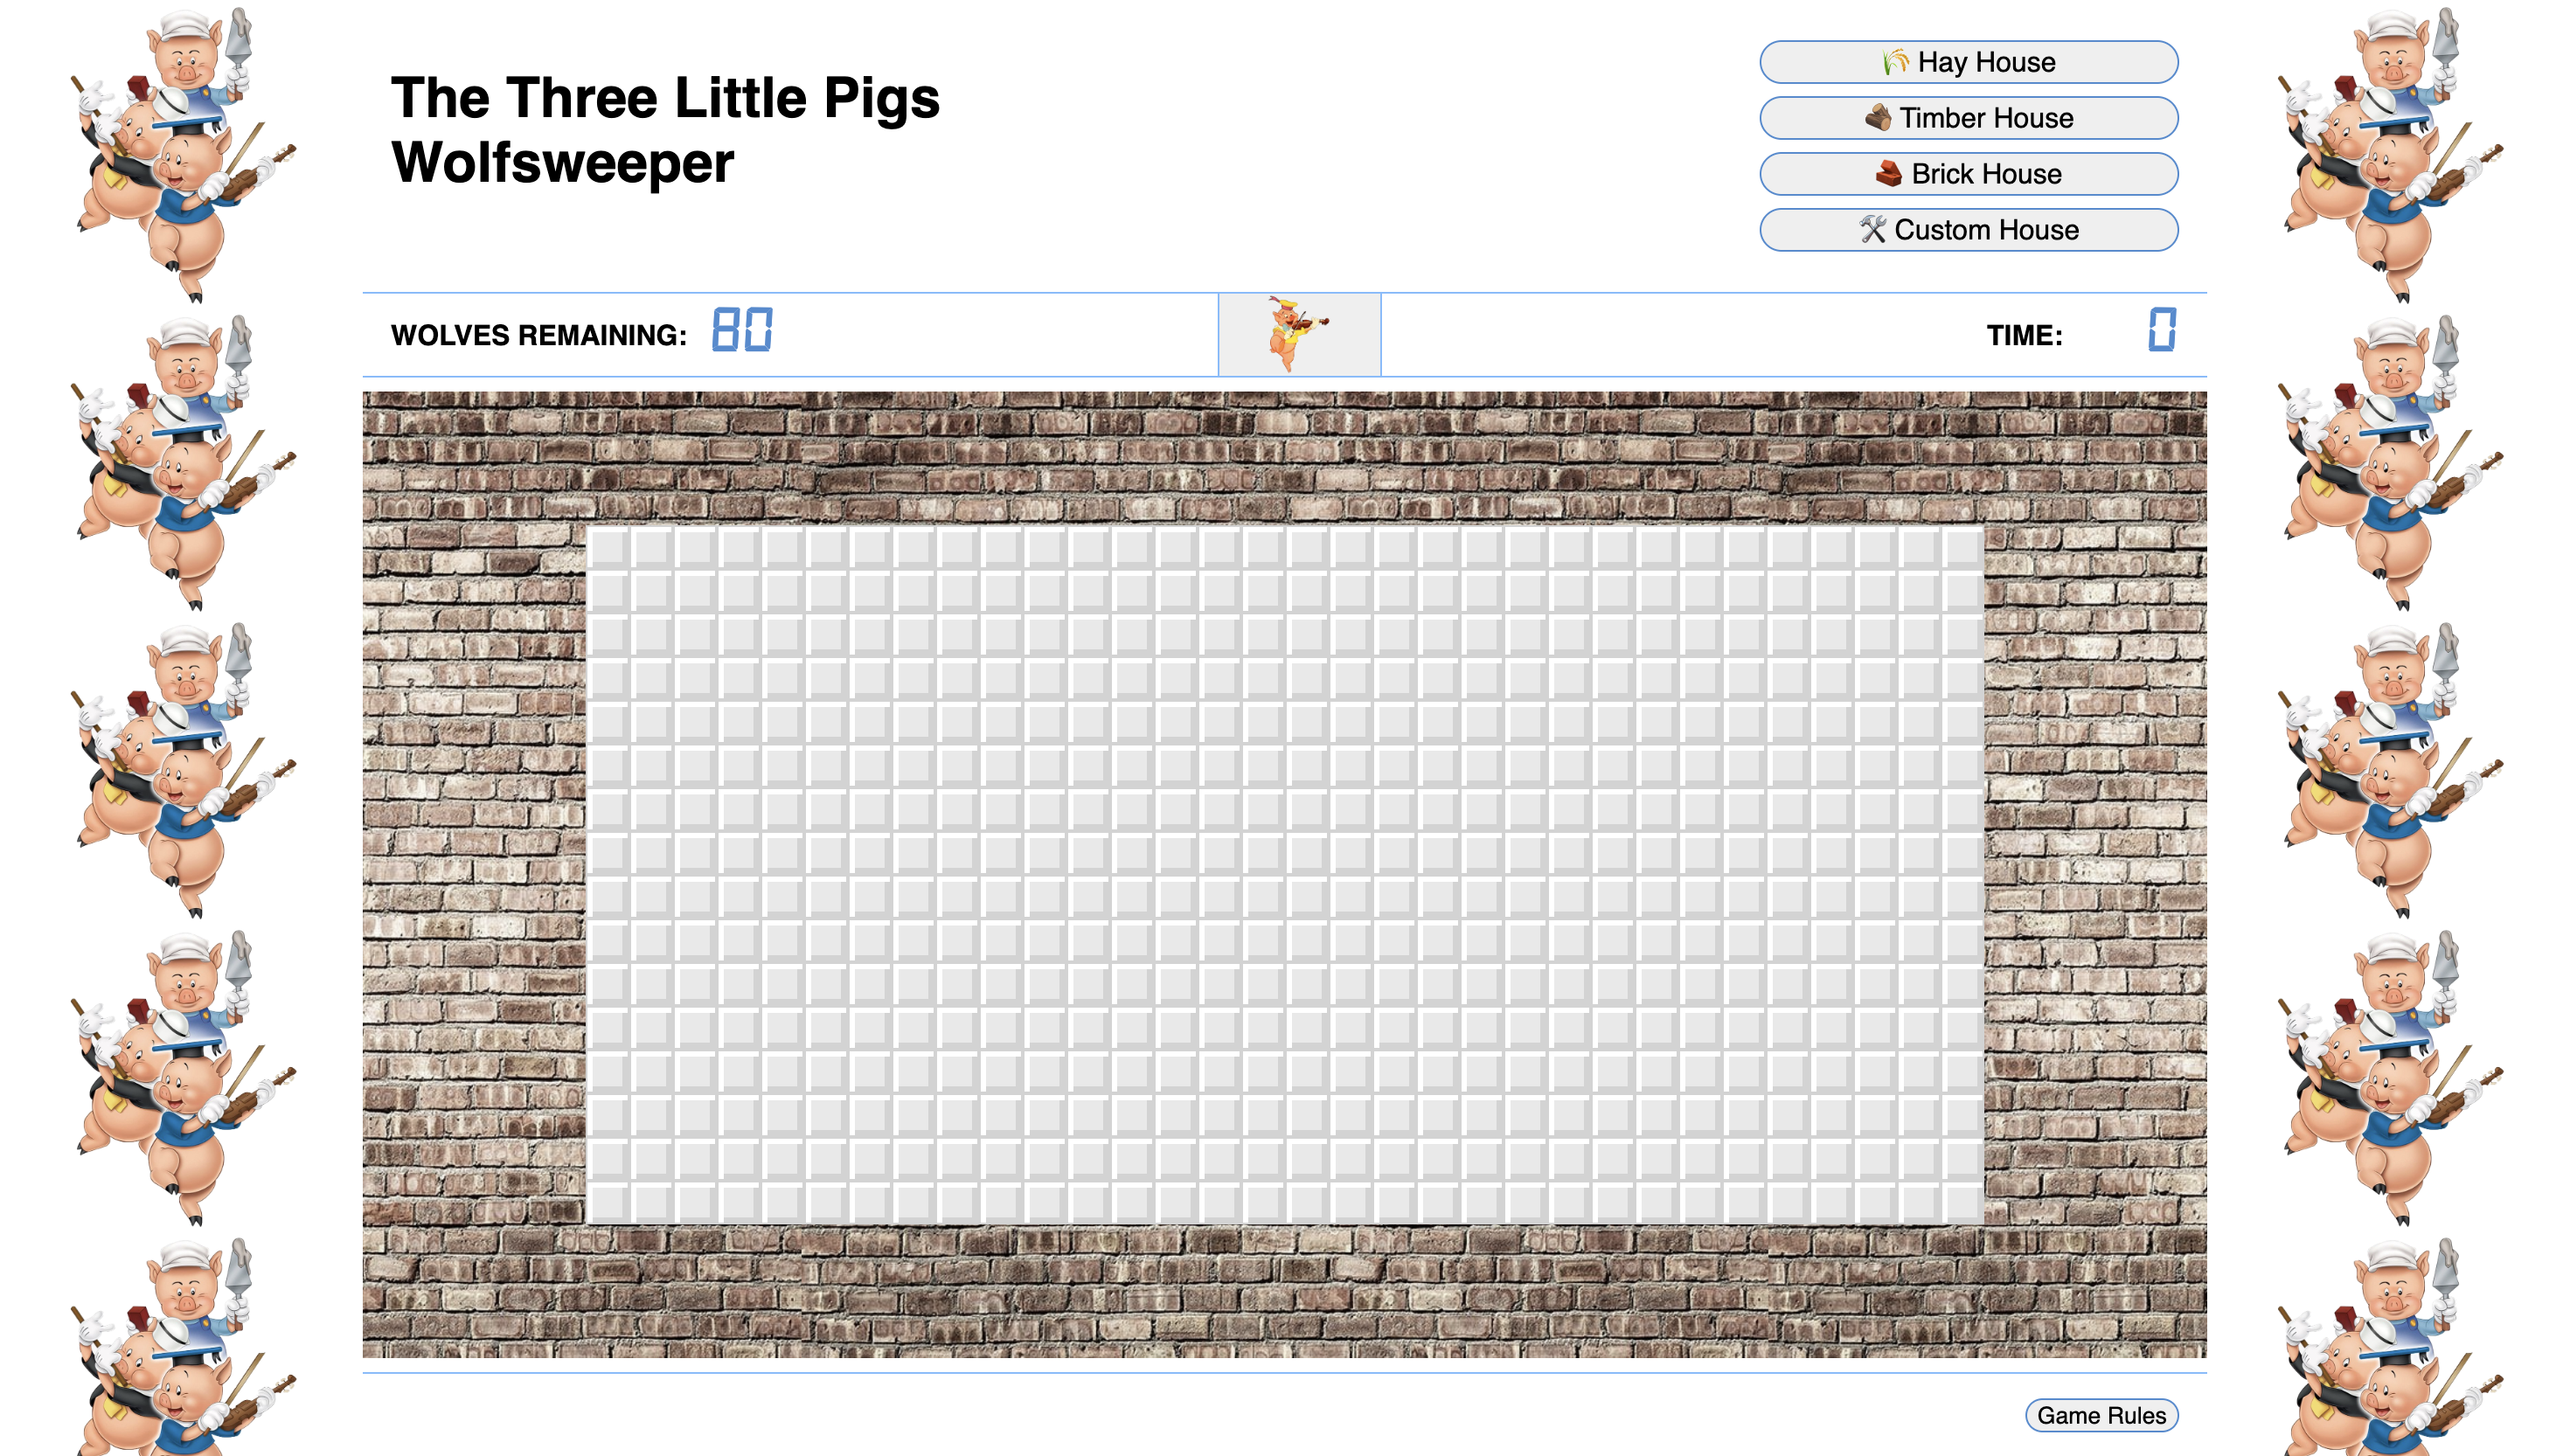 The Three Little Pigs
Wolfsweeper
🌾 Hay House
🪵 Timber House
🧱 Brick House
🛠️ Custom House
WOLVES REMAINING: 80
TIME: 0
Game Rules